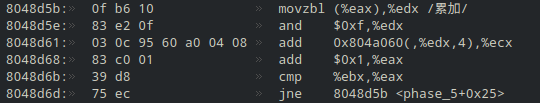 8048d5b:» 0f b6 10 » movzbl (%eax),%edx /累加/
8048d5e:» 83 e2 0f » and $0xf,%edx
8048d61:» 03 0c 95 60 a0 04 08 » add 0x804a060(,%edx,4),%ecx
8048d68:» 83 c0 01 » add $0x1,%eax
8048d6b:» 39 d8 » cmp %ebx,%eax
8048d6d:» 75 ec » jne 8048d5b <phase_5+0x25>